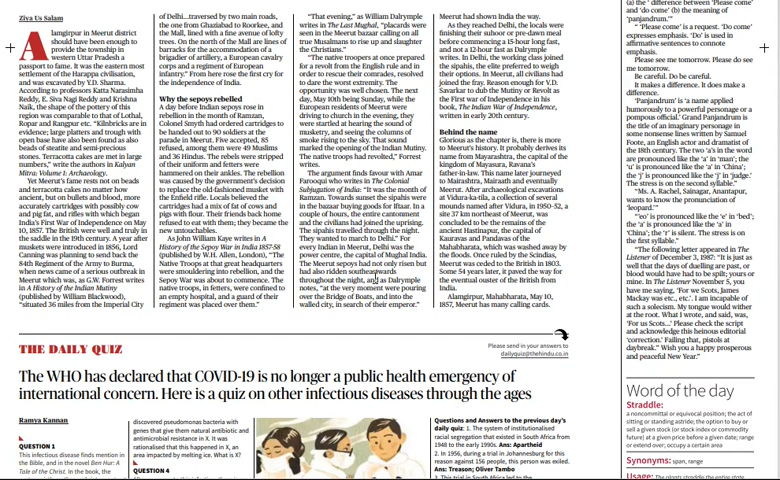 Ziya Us Salam
Alamgirpur in Meerut district
should have been enough to
provide the township in
western Uttar Pradesh a
passport to fame. It was the eastern most
settlement of the Harappa civilisation,
and was excavated by Y.D. Sharma.
According to professors Katta Narasimha
Reddy, E. Siva Nagi Reddy and Krishna
Naik, the shape of the pottery of this
region was comparable to that of Lothal,
Ropar and Rangpur etc. "Kilnbricks are in
evidence; large platters and trough with
open base have also been found as also
beads of steatite and semi-precious
stones. Terracotta cakes are met in large
numbers," write the authors in Kalyan
Mitra: Volume 1: Archaeology.
Yet Meerut's fame rests not on beads
and terracotta cakes no matter how
ancient, but on bullets and blood, more
accurately cartridges with possibly cow
and pig fat, and rifles which began
India's First War of Independence on May
10, 1857. The British were well and truly in
the saddle in the 19th century. A year after
muskets were introduced in 1856, Lord
Canning was planning to send back the
84th Regiment of the Army to Burma,
when news came of a serious outbreak in
Meerut which was, as G.W. Forrest writes
in A History of the Indian Mutiny
(published by William Blackwood),
"situated 36 miles from the Imperial City
of Delhi...traversed by two main roads,
the one from Ghaziabad to Roorkee, and
the Mall, lined with a fine avenue of lofty
trees. On the north of the Mall are lines of
barracks for the accommodation of a
brigadier of artillery, a European cavalry
corps and a regiment of European
infantry." From here rose the first cry for
the independence of India.
Why the sepoys rebelled
A day before Indian sepoys rose in
rebellion in the month of Ramzan,
Colonel Smyth had ordered cartridges to
be handed out to 90 soldiers at the
parade in Meerut. Five accepted, 85
refused, among them were 49 Muslims
and 36 Hindus. The rebels were stripped
of their uniform and fetters were
hammered on their ankles. The rebellion
was caused by the government's decision
to replace the old-fashioned musket with
the Enfield rifle. Locals believed the
cartridges had a mix of fat of cows and
pigs with flour. Their friends back home
refused to eat with them; they became the
new untouchables.
As John William Kaye writes in A
History of the Sepoy War in India 1857-58
(published by W.H. Allen, London), "The
Native Troops at that great headquarters
were smouldering into rebellion, and the
Sepoy War was about to commence. The
native troops, in fetters, were confined to
an empty hospital, and a guard of their
regiment was placed over them."
"That evening," as William Dalrymple
writes in The Last Mughal, "placards were
seen in the Meerut bazaar calling on all
true Musalmans to rise up and slaughter
the Christians."
"The native troops at once prepared
for a revolt from the English rule and in
order to rescue their comrades, resolved
to dare the worst extremity. The
opportunity was well chosen. The next
day, May 10th being Sunday, while the
European residents of Meerut were
driving to church in the evening, they
were startled at hearing the sound of
musketry, and seeing the columns of
smoke rising to the sky. That sound
marked the opening of the Indian Mutiny.
The native troops had revolted," Forrest
writes.
The argument finds favour with Amar
Farooqui who writes in The Colonial
Subjugation of India: "It was the month of
Ramzan. Towards sunset the sipahis were
in the bazaar buying goods for Iftaar. In a
couple of hours, the entire cantonment
and the civilians had joined the uprising.
The sipahis travelled through the night.
They wanted to march to Delhi." For
every Indian in Meerut, Delhi was the
power centre, the capital of Mughal India.
The Meerut sepoys had not only risen but
had also ridden southwards
throughout the night, and as Dalrymple
notes, "at the very moment were pouring
over the Bridge of Boats, and into the
walled city, in search of their emperor."
Meerut had shown India the way.
As they reached Delhi, the locals were
finishing their suhoor or pre-dawn meal
before commencing a 15-hour long fast,
and not a 12-hour fast as Dalrymple
writes. In Delhi, the working class joined
the sipahis, the elite preferred to weigh
their options. In Meerut, all civilians had
joined the fray. Reason enough for V.D.
Savarkar to dub the Mutiny or Revolt as
the First war of Independence in his
book, The Indian War of Independence,
written in early 20th century.
Behind the name
Glorious as the chapter is, there is more
to Meerut's history. It probably derives its
name from Mayarashtra, the capital of the
kingdom of Mayasura, Ravana's
father-in-law. This name later journeyed
to Mairashtra, Mairaath and eventually
Meerut. After archaeological excavations
at Vidura-ka-tila, a collection of several
mounds named after Vidura, in 1950-52, a
site 37 km northeast of Meerut, was
concluded to be the remains of the
ancient Hastinapur, the capital of
Kauravas and Pandavas of the
Mahabharata, which was washed away by
the floods. Once ruled by the Scindias,
Meerut was ceded to the British in 1803.
Some 54 years later, it paved the way for
the eventual ouster of the British from
India.
Alamgirpur, Mahabharata, May 10,
1857, Meerut has many calling cards.
(a) the ' difference between 'Please come'
and 'do come' (b) the meaning of
'panjandrum.'"
" 'Please come' is a request. 'Do come'
expresses emphasis. 'Do' is used in
affirmative sentences to connote
emphasis.
Please see me tomorrow. Please do see
me tomorrow.
Be careful. Do be careful.
It makes a difference. It does make a
difference.
'Panjandrum' is 'a name applied
humorously to a powerful personage or a
pompous official.' Grand Panjandrum is
the title of an imaginary personage in
some nonsense lines written by Samuel
Foote, an English actor and dramatist of
the 18th century. The two 'a's in the word
are pronounced like the 'a' in 'man'; the
'u' is pronounced like the 'a' in 'China';
the 'j' is pronounced like the 'j' in 'judge.'
The stress is on the second syllable."
"Ms. A. Rachel, Sainagar, Anantapur,
wants to know the pronunciation of
'leopard.'"
"'eo' is pronounced like the 'e' in 'bed';
the 'a' is pronounced like the 'a' in
'China'; the 'r' is silent. The stress is on
the first syllable."
"The following letter appeared in The
Listener of December 3, 1987: "It is just as
well that the days of duelling are past, or
blood would have had to be spilt; yours or
mine. In The Listener November 5, you
have me saying, 'For we Scots, James
Mackay was etc., etc.'. I am incapable of
such a solecism. My tongue would wither
at the root. What I wrote, and said, was,
'For us Scots...' Please check the script
and acknowledge this heinous editorial
'correction.' Failing that, pistols at
daybreak." Wish you a happy prosperous
and peaceful New Year."
THE DAILY QUIZ
Please send in your answers to
dailyquiz@thehindu.co.in
The WHO has declared that COVID-19 is no longer a public health emergency of
international concern. Here is a quiz on other infectious diseases through the ages
Ramya Kannan
QUESTION 1
This infectious disease finds mention in
the Bible, and in the novel Ben Hur: A
Tale of the Christ. In the book, the
discovered pseudomonas bacteria with
genes that give them natural antibiotic and
antimicrobial resistance in X. It was
rationalised that this happened in X, an
area impacted by melting ice. What is X?
QUESTION 4
Questions and Answers to the previous day's
daily quiz: 1. The system of institutionalised
racial segregation that existed in South Africa from
1948 to the early 1990s. Ans: Apartheid
2. In 1956, during a trial in Johannesburg for this
reason against 156 people, this person was exiled.
Ans: Treason; Oliver Tambo
Word of the day
Straddle:
a noncommittal or equivocal position; the act of
sitting or standing astride; the option to buy or
sell a given stock (or stock index or commodity
future) at a given price before a given date; range
or extend over; occupy a certain area
Synonyms: span, range
Usage: The plants straddle the entire state.